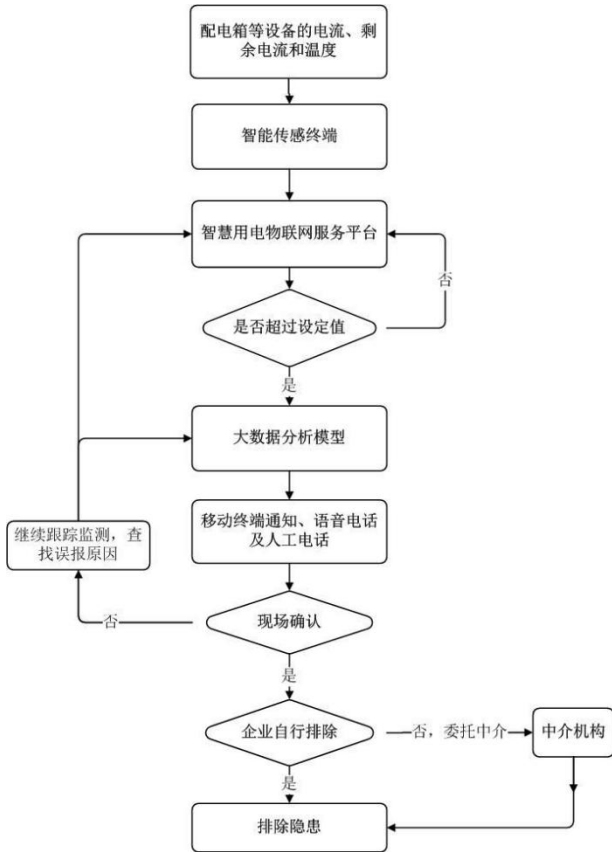 配电箱等设备的电流、剩
余电流和温度
智能传感终端
智慧用电物联网服务平台
否
是否超过设定值
是
大数据分析模型
移动终端通知、语音电话
及人工电话
继续跟踪监测，查
找误报原因
否
现场确认
是
企业自行排除
否，委托中介
中介机构
是
排除隐患